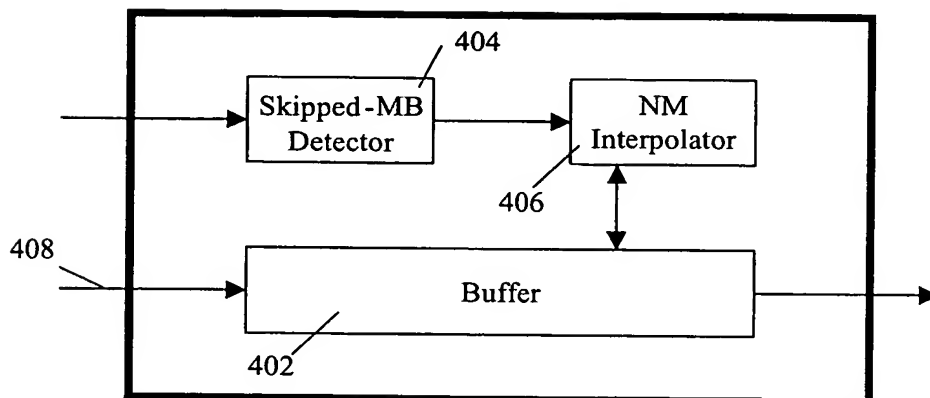 404
Skipped-MB
Detector
NM
Interpolator
406
408
Buffer
402